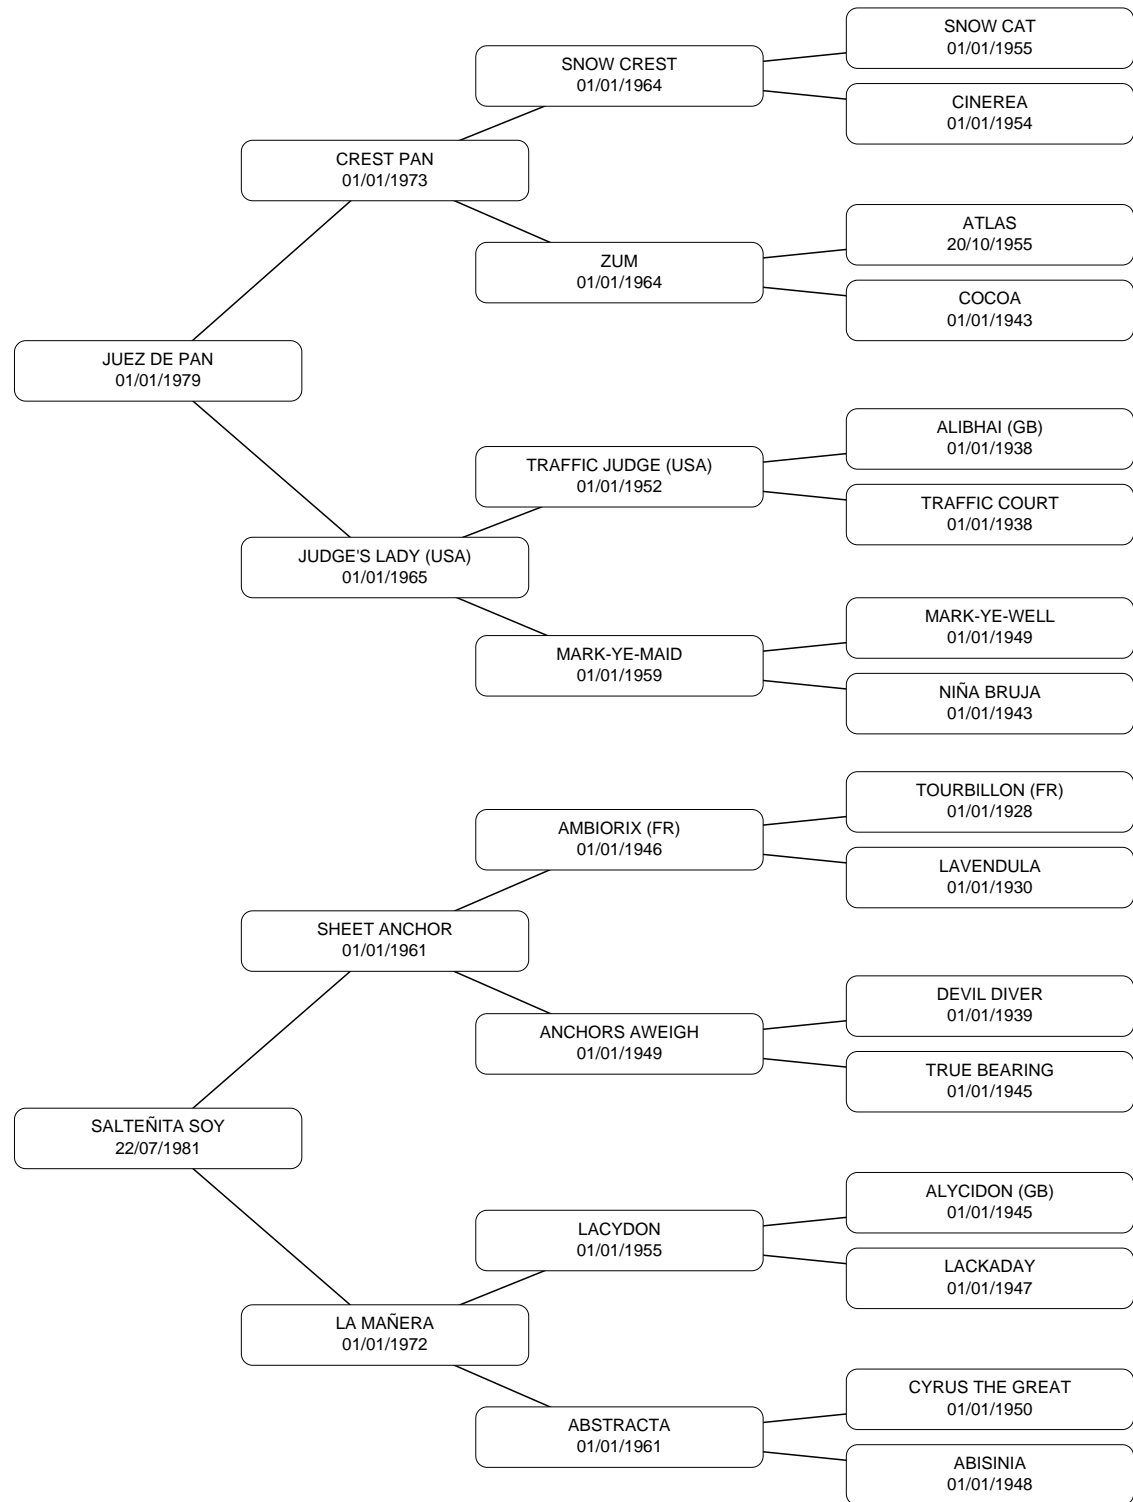 SNOW CAT
01/01/1955
SNOW CREST
01/01/1964
CINEREA
01/01/1954
CREST PAN
01/01/1973
ATLAS
20/10/1955
ZUM
01/01/1964
COCOA
01/01/1943
JUEZ DE PAN
01/01/1979
ALIBHAI (GB)
01/01/1938
TRAFFIC JUDGE (USA)
01/01/1952
TRAFFIC COURT
01/01/1938
JUDGE'S LADY (USA)
01/01/1965
MARK-YE-WELL
01/01/1949
MARK-YE-MAID
01/01/1959
NIÑA BRUJA
01/01/1943
TOURBILLON (FR)
01/01/1928
AMBIORIX (FR)
01/01/1946
LAVENDULA
01/01/1930
SHEET ANCHOR
01/01/1961
DEVIL DIVER
01/01/1939
ANCHORS AWEIGH
01/01/1949
TRUE BEARING
01/01/1945
SALTEÑITA SOY
22/07/1981
ALYCIDON (GB)
01/01/1945
LACYDON
01/01/1955
LACKADAY
01/01/1947
LA MAÑERA
01/01/1972
CYRUS THE GREAT
01/01/1950
ABSTRACTA
01/01/1961
ABISINIA
01/01/1948